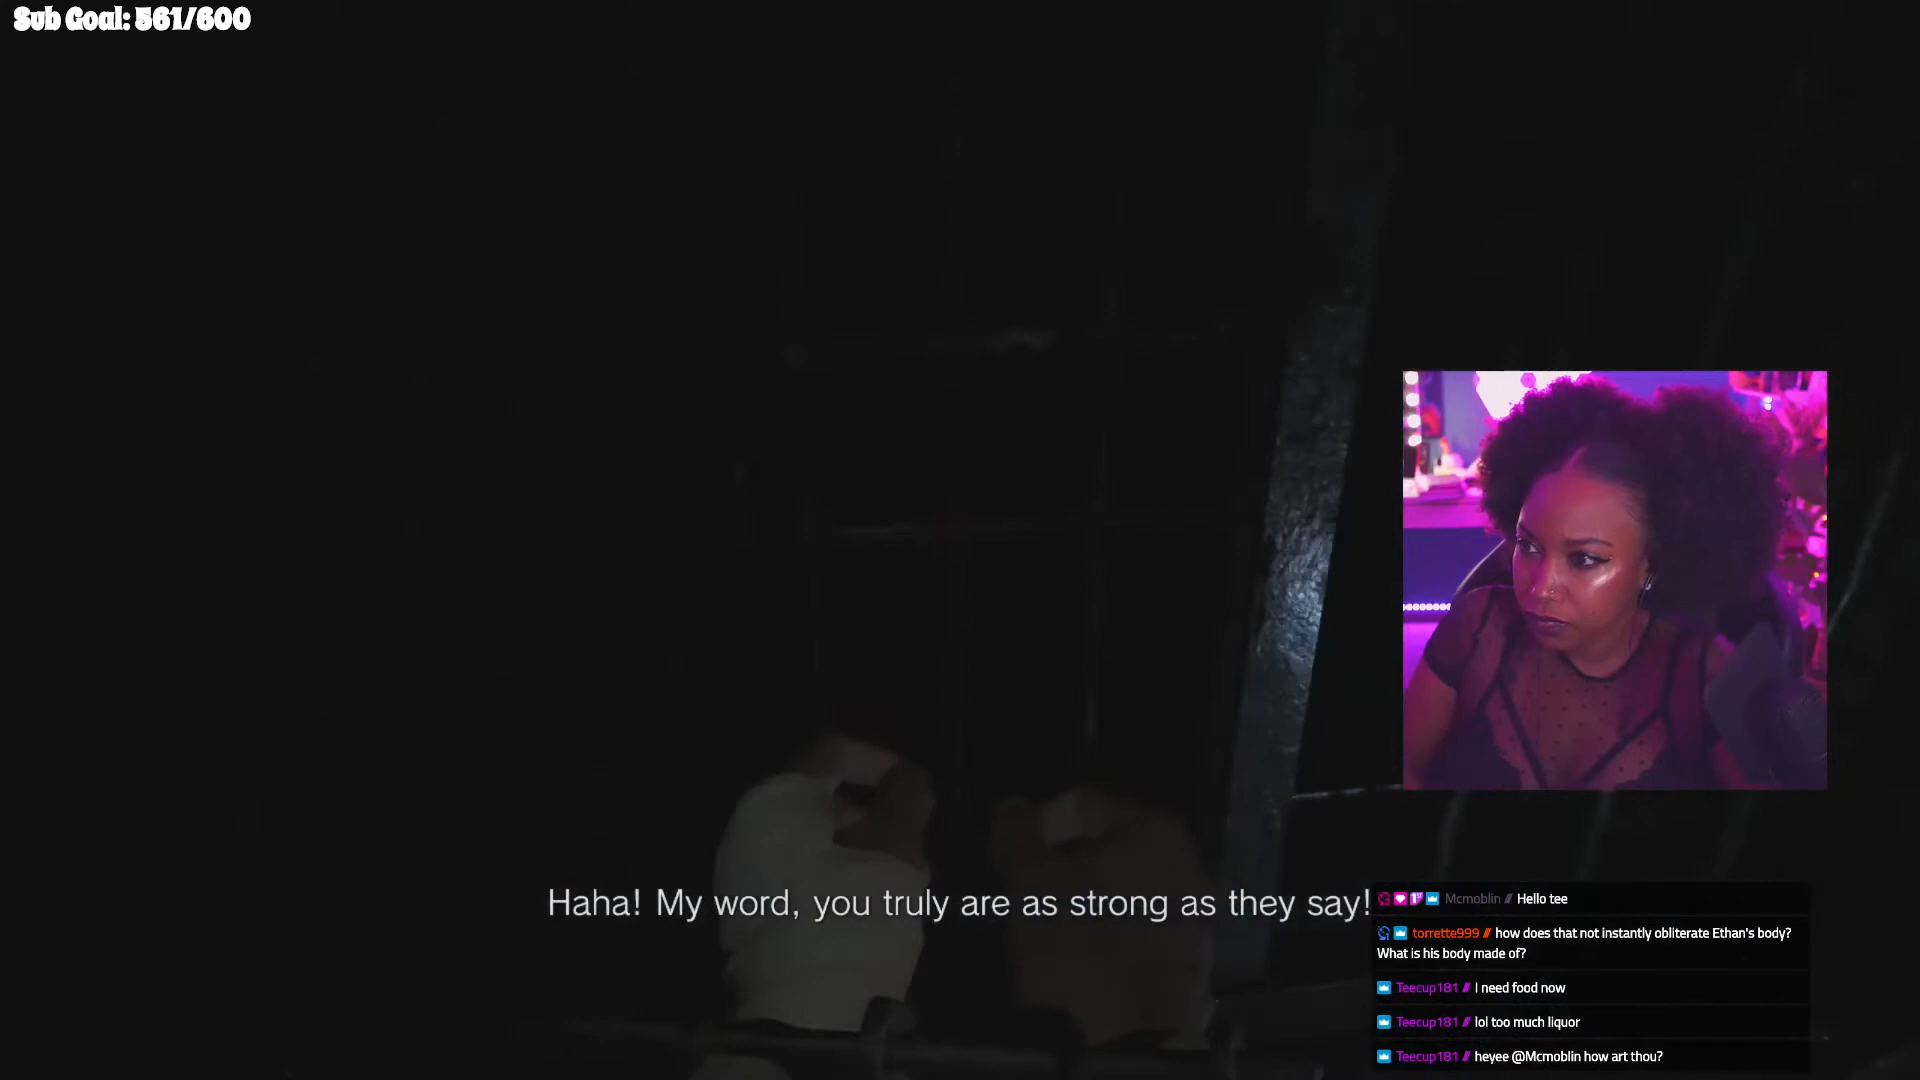 Sub Goal: 561/600
Haha! My word, you truly are as strong as they say!
Mcmoblin // Hello tee
torrette999 // how does that not instantly obliterate Ethan's body?
What is his body made of?
Teecup181 // I need food now
Teecup181 // lol too much liquor
Teecup181 // heyee @Mcmoblin how art thou?